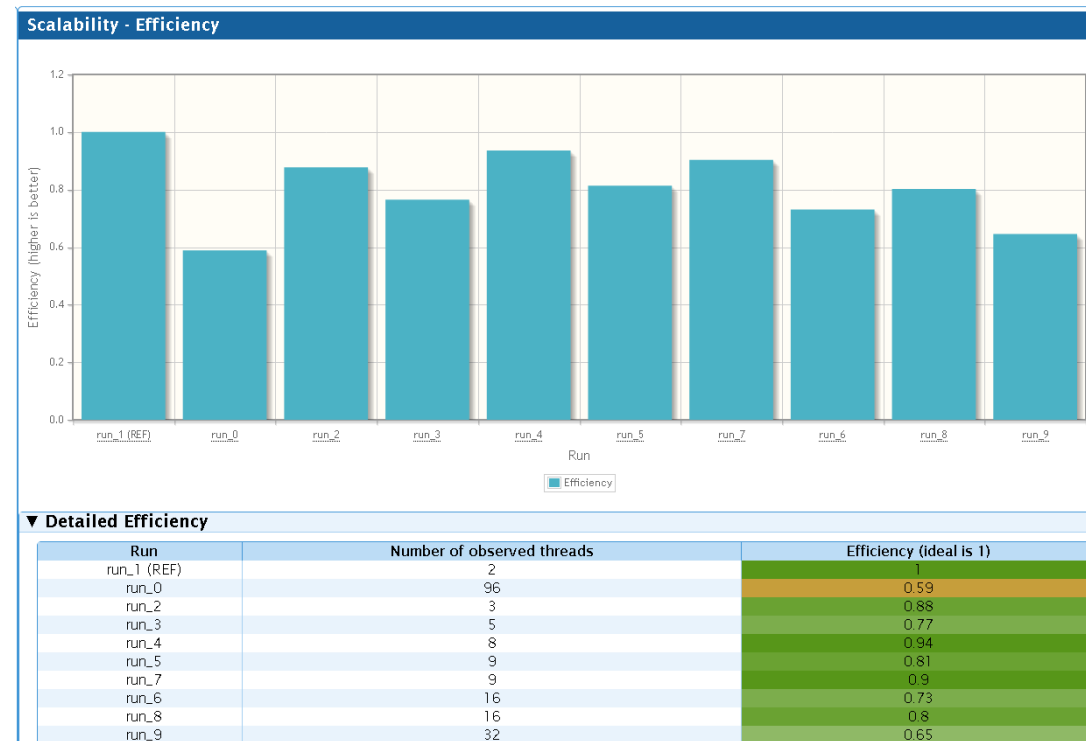 Scalability - Efficiency
1.2
1.0
0.8
0.6
0.4
0.2
0.0
Efficiency (higher is better)
run_1 (REF) run_0 run_2 run_3 run_4 run_5 run_7 run_6 run_8 run_9
Run
Efficiency
▼ Detailed Efficiency
Run Number of observed threads Efficiency (ideal is 1)
run_1 (REF) 2 1
run_0 96 0.59
run_2 3 0.88
run_3 5 0.77
run_4 8 0.94
run_5 9 0.81
run_7 9 0.9
run_6 16 0.73
run_8 16 0.8
run_9 32 0.65